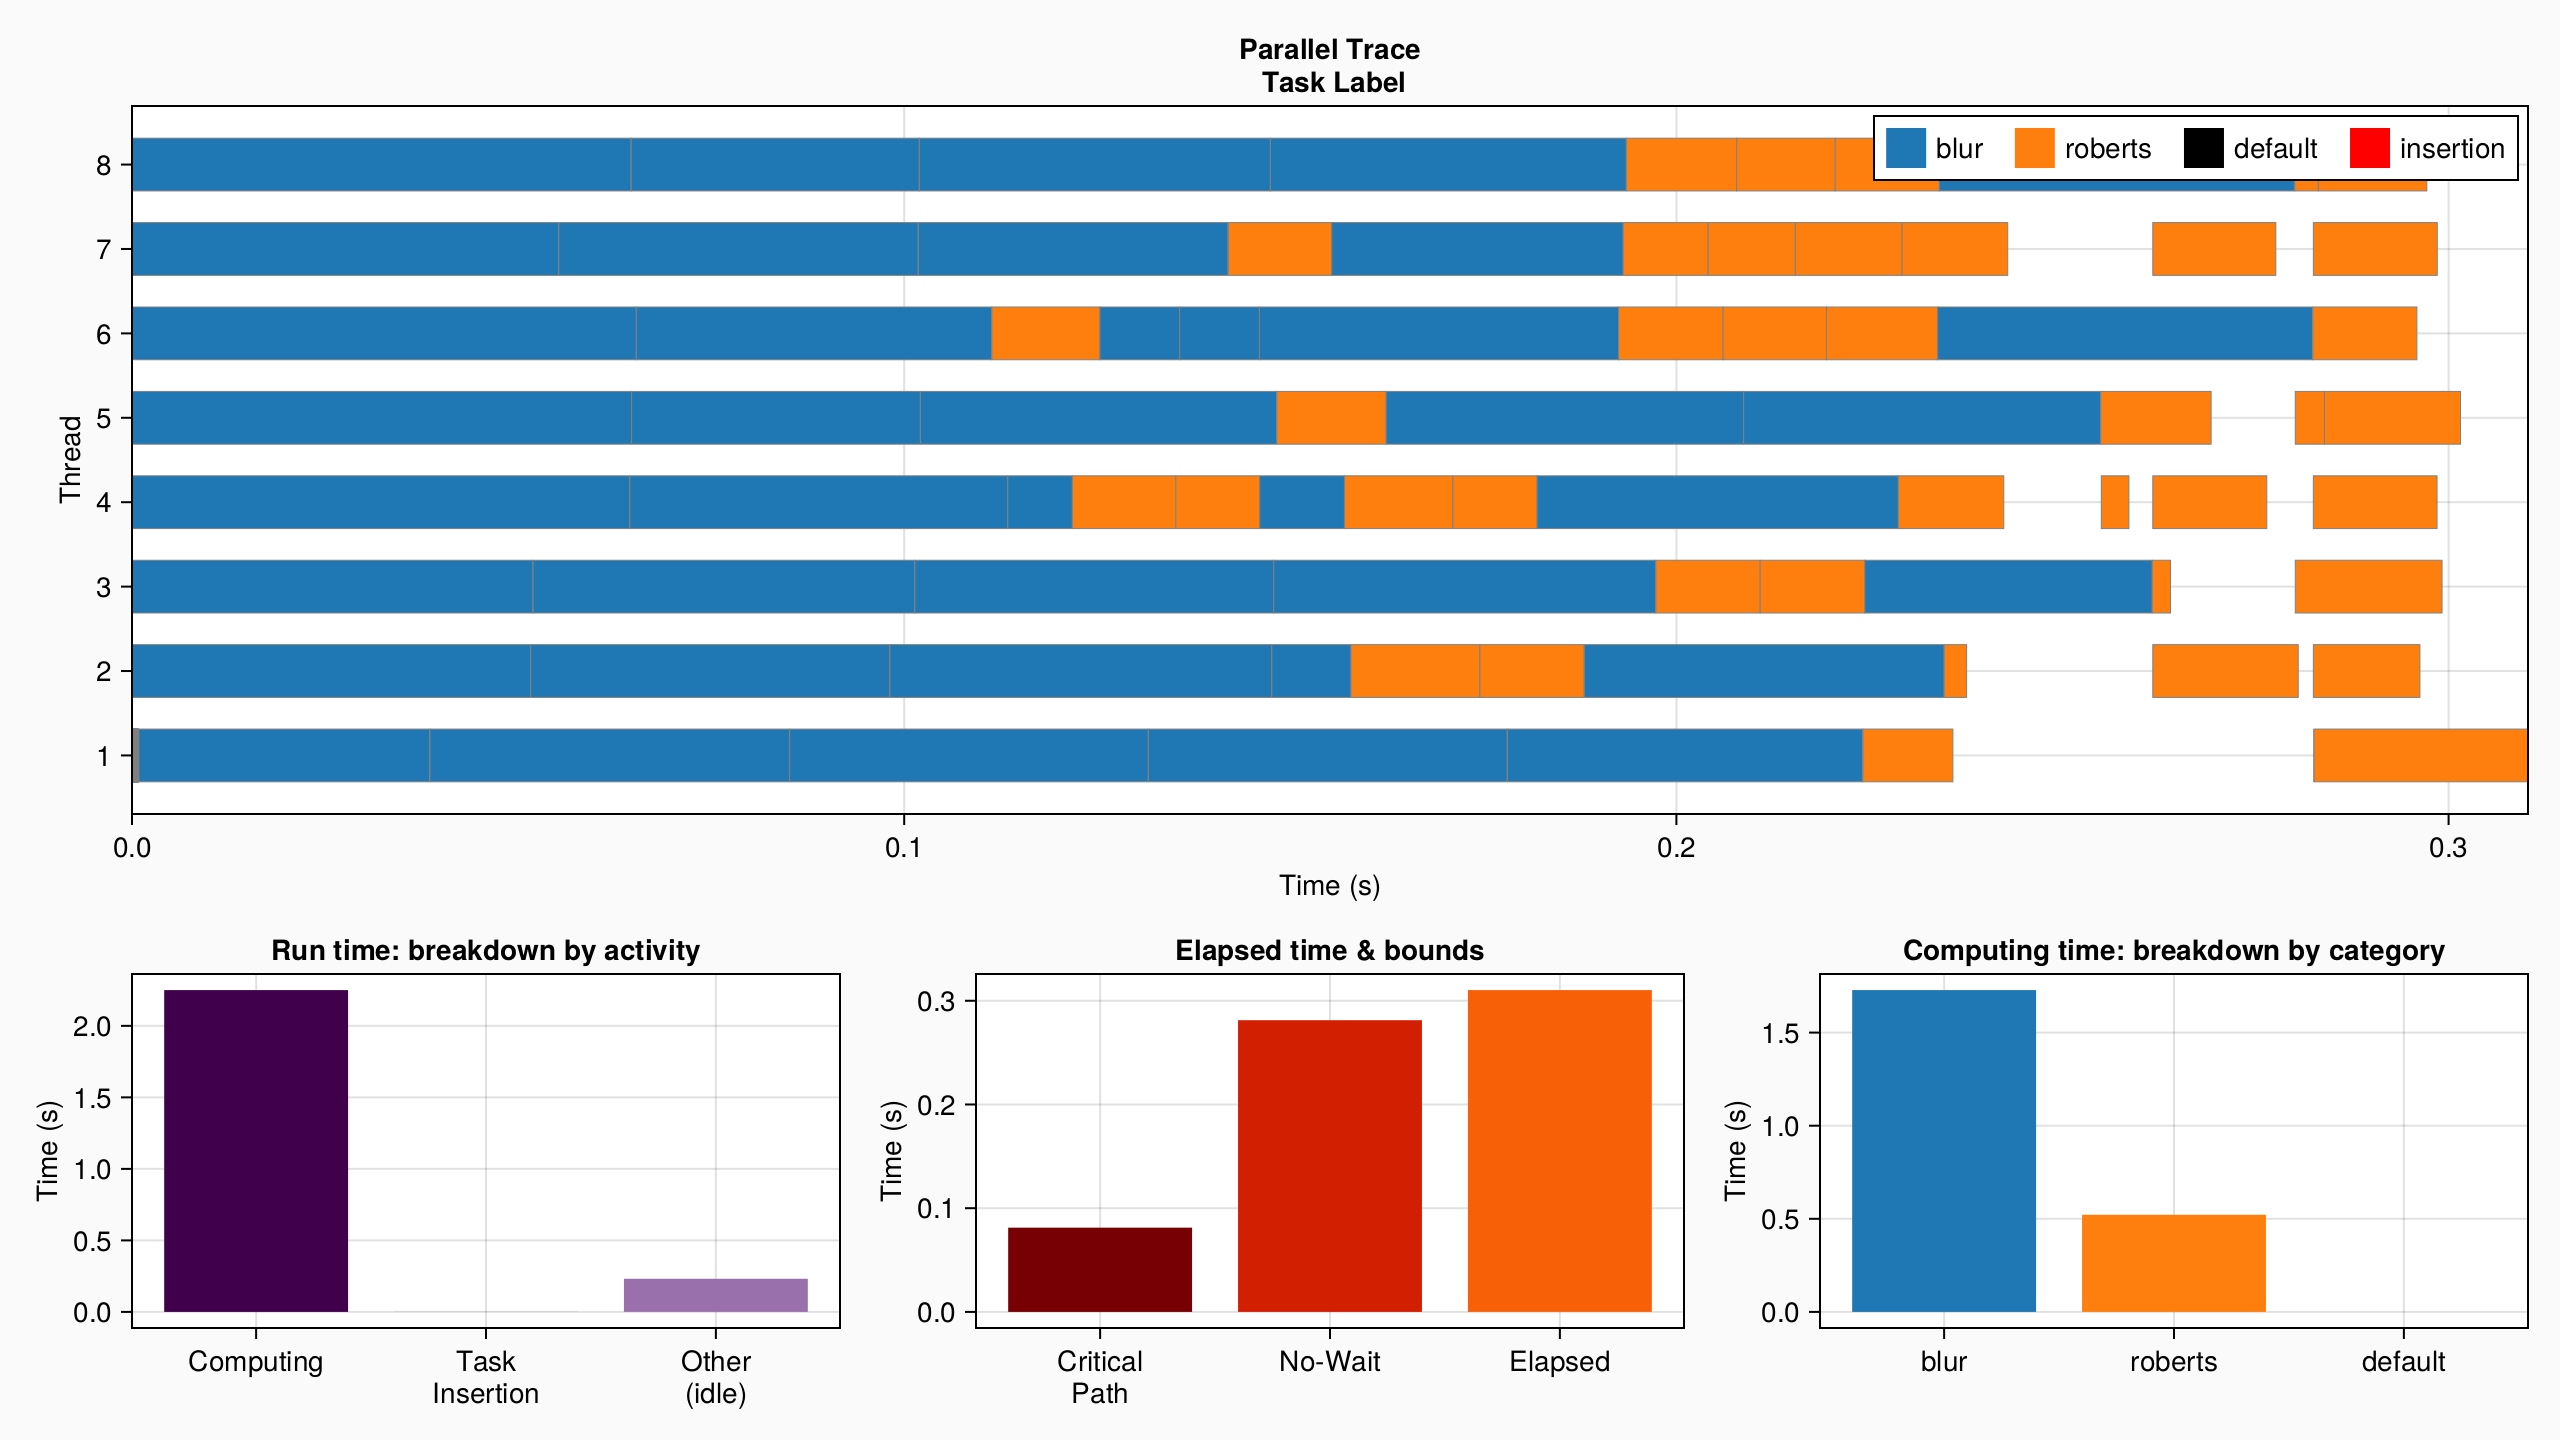 Parallel Trace
Task Label
blur
roberts
default
insertion
Thread
8
7
6
5
4
3
2
1
0.0
0.1
0.2
0.3
Time (s)
Run time: breakdown by activity
Time (s)
2.0
1.5
1.0
0.5
0.0
Computing
Task
Insertion
Other
(idle)
Elapsed time & bounds
Time (s)
0.3
0.2
0.1
0.0
Critical
Path
No-Wait
Elapsed
Computing time: breakdown by category
Time (s)
1.5
1.0
0.5
0.0
blur
roberts
default